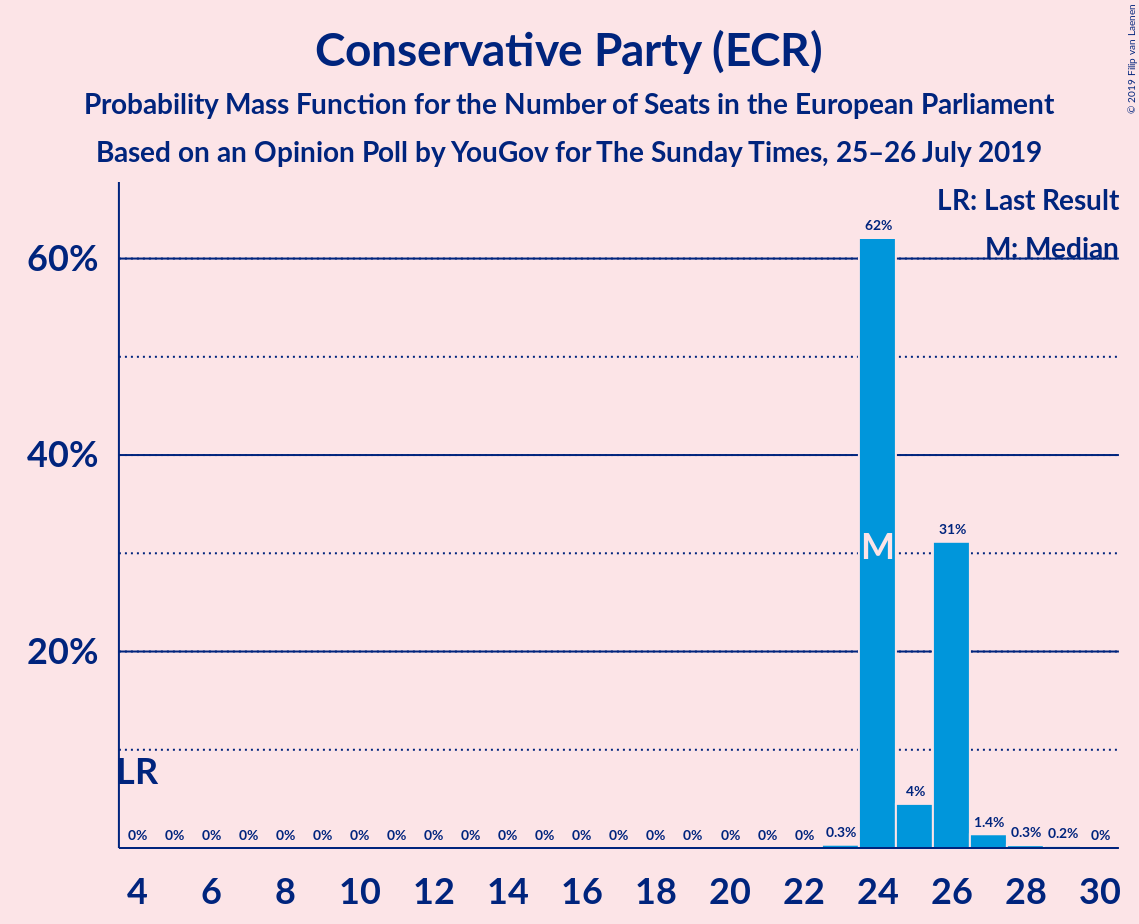 Conservative Party (ECR)
Probability Mass Function for the Number of Seats in the European Parliament
Based on an Opinion Poll by YouGov for The Sunday Times, 25–26 July 2019
© 2019 Filip van Laenen
LR: Last Result
M: Median
60%
40%
20%
62%
31%
M
LR
4%
0% 0% 0% 0% 0% 0% 0% 0% 0% 0% 0% 0% 0% 0% 0% 0% 0% 0% 0% 0.3% 1.4% 0.3% 0.2% 0%
4 6 8 10 12 14 16 18 20 22 24 26 28 30